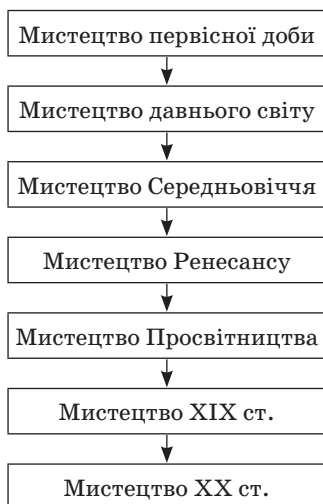 Мистецтво первісної доби
Мистецтво давнього світу
Мистецтво Середньовіччя
Мистецтво Ренесансу
Мистецтво Просвітництва
Мистецтво XIX ст.
Мистецтво XX ст.